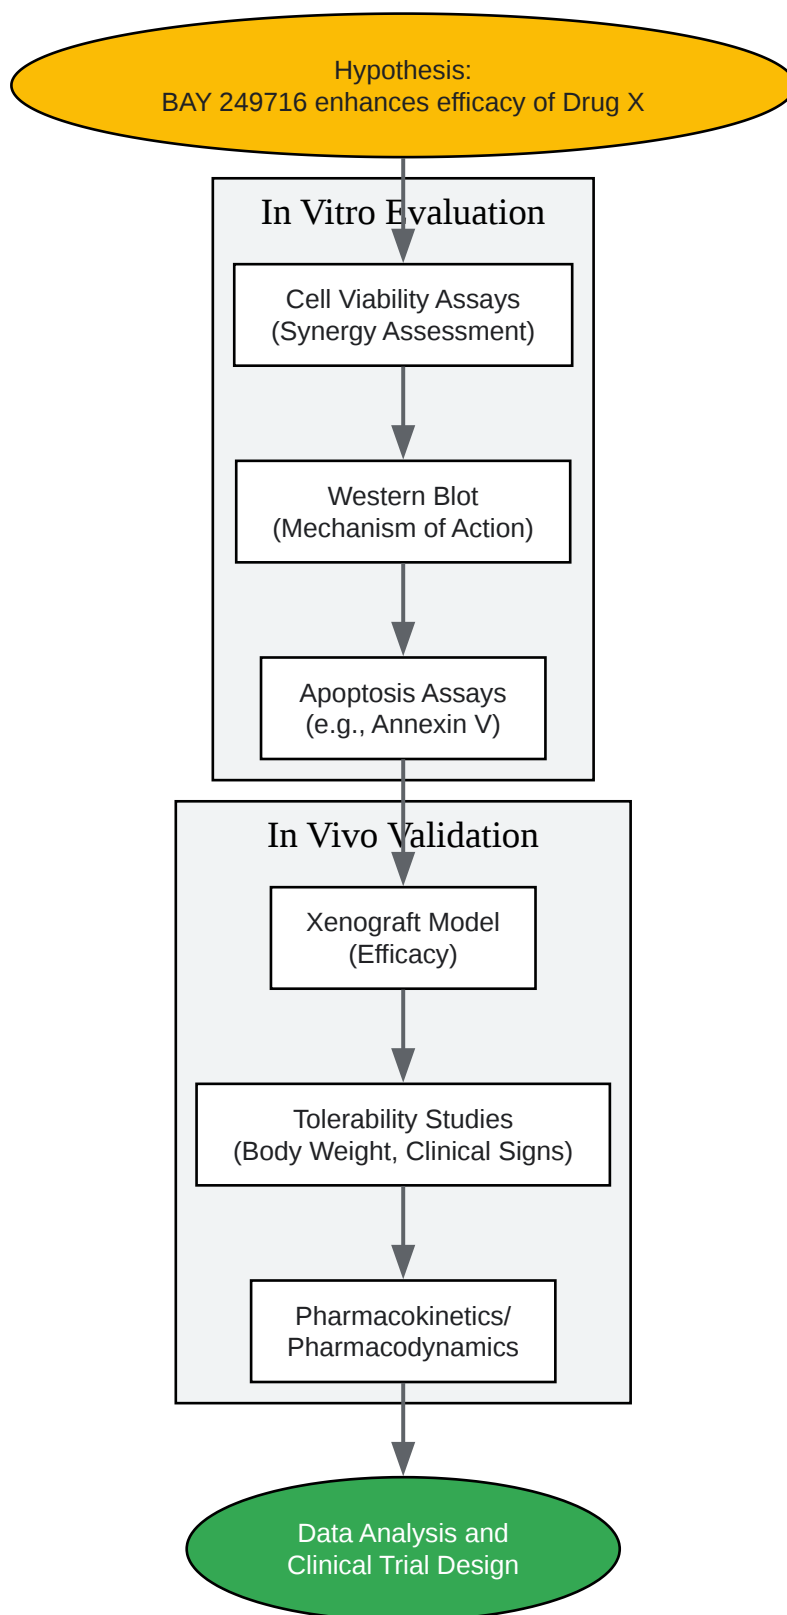 Hypothesis:
BAY 249716 enhances efficacy of Drug X
In Vitro Evaluation
Cell Viability Assays
(Synergy Assessment)
Western Blot
(Mechanism of Action)
Apoptosis Assays
(e.g., Annexin V)
In Vivo Validation
Xenograft Model
(Efficacy)
Tolerability Studies
(Body Weight, Clinical Signs)
Pharmacokinetics/
Pharmacodynamics
Data Analysis and
Clinical Trial Design